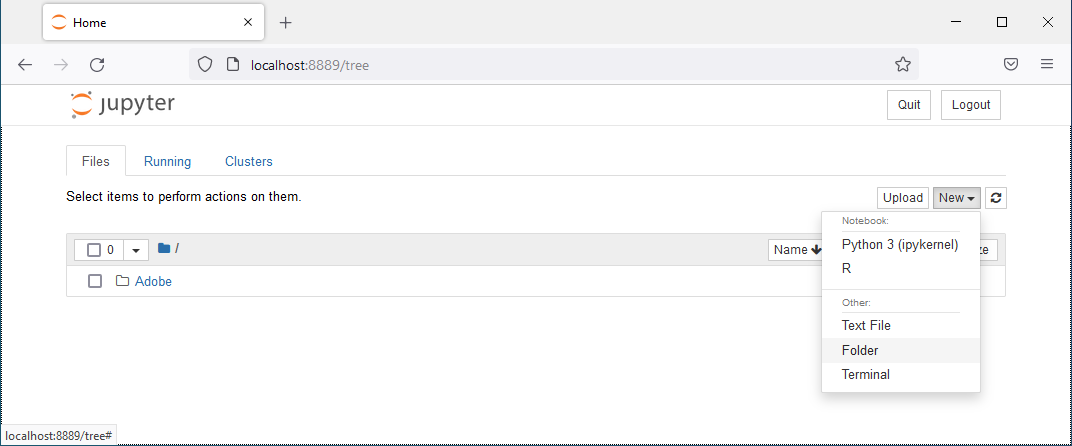 Home
localhost:8889/tree
jupyter
Quit Logout
Files Running Clusters
Select items to perform actions on them.
Upload New
Notebook:
0 / Name ze
Python 3 (ipykernel)
R
Adobe
Other:
Text File
Folder
Terminal
localhost:8889/tree#